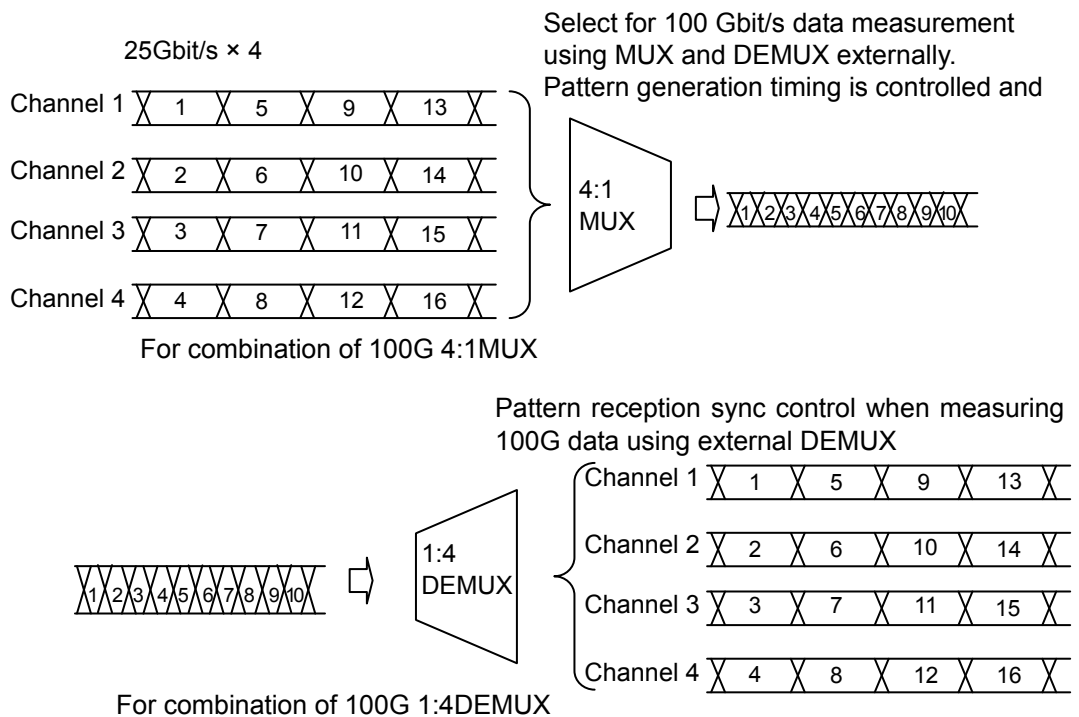 25Gbit/s × 4
Select for 100 Gbit/s data measurement
using MUX and DEMUX externally.
Pattern generation timing is controlled and
Channel 1 1 5 9 13
Channel 2 2 6 10 14
Channel 3 3 7 11 15
Channel 4 4 8 12 16
4:1
MUX
1 2 3 4 5 6 7 8 9 10
For combination of 100G 4:1MUX
Pattern reception sync control when measuring
100G data using external DEMUX
1 2 3 4 5 6 7 8 9 10
1:4
DEMUX
Channel 1 1 5 9 13
Channel 2 2 6 10 14
Channel 3 3 7 11 15
Channel 4 4 8 12 16
For combination of 100G 1:4DEMUX